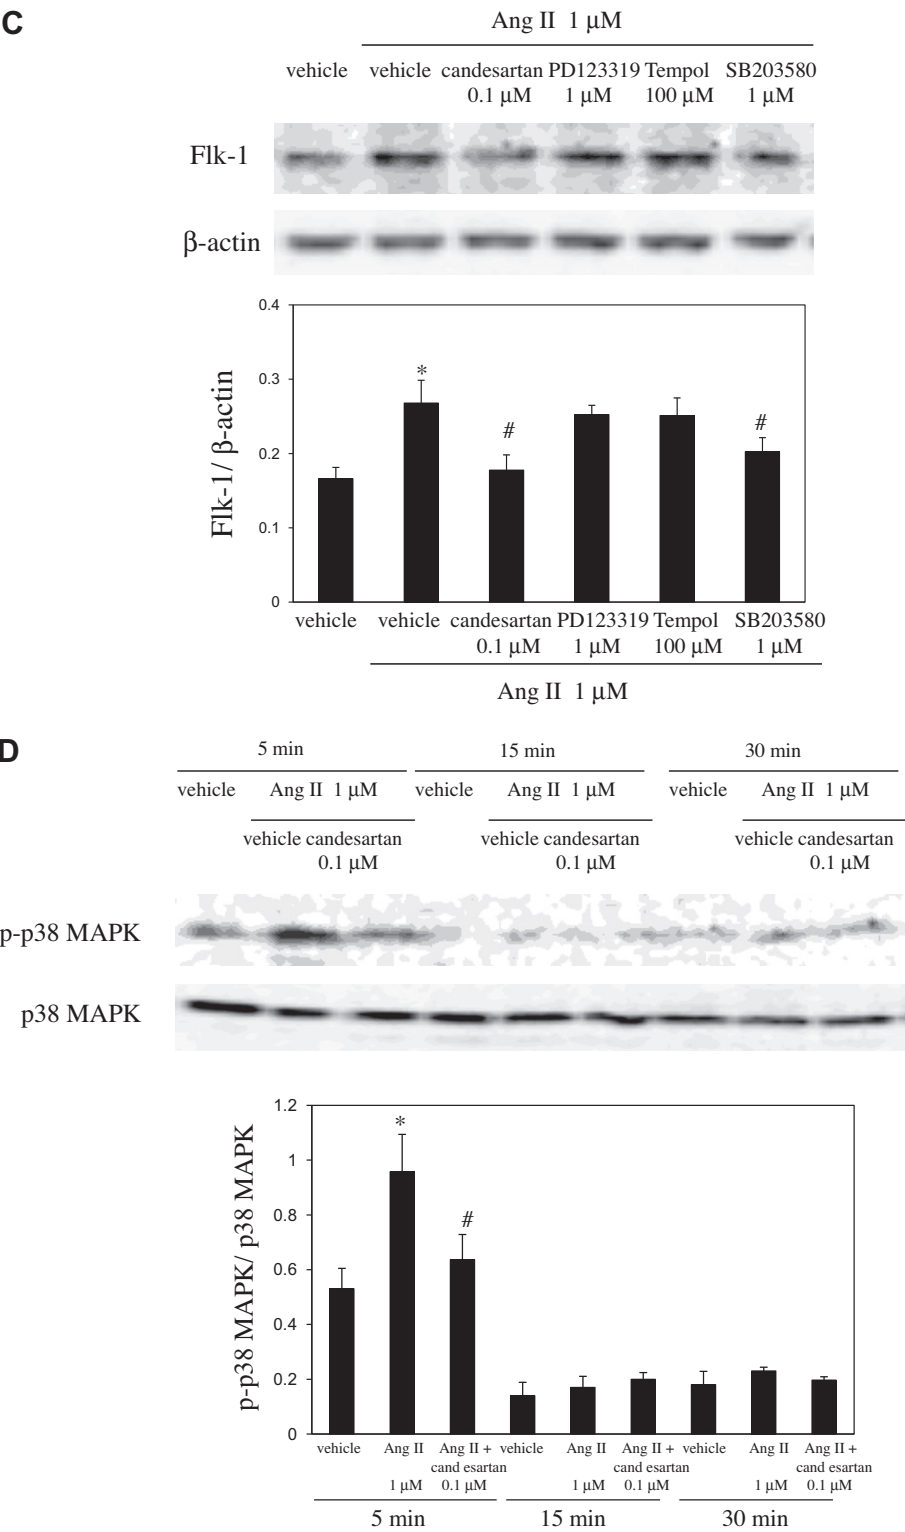 C
Ang II 1 μM
vehicle vehicle candesartan PD123319 Tempol SB203580
0.1 μM 1 μM 100 μM 1 μM
Flk-1
β-actin
0.4
0.3
0.2
0.1
0
Flk-1/ β-actin
*
#
#
vehicle vehicle candesartan PD123319 Tempol SB203580
0.1 μM 1 μM 100 μM 1 μM
Ang II 1 μM
D
5 min 15 min 30 min
vehicle Ang II 1 μM vehicle Ang II 1 μM vehicle Ang II 1 μM
vehicle candesartan vehicle candesartan vehicle candesartan
0.1 μM 0.1 μM 0.1 μM
p-p38 MAPK
p38 MAPK
1.2
1
0.8
0.6
0.4
0.2
0
p-p38 MAPK/ p38 MAPK
*
#
vehicle Ang II Ang II + vehicle Ang II Ang II + vehicle Ang II Ang II +
cand esartan cand esartan cand esartan
1 μM 0.1 μM 1 μM 0.1 μM 1 μM 0.1 μM
5 min 15 min 30 min